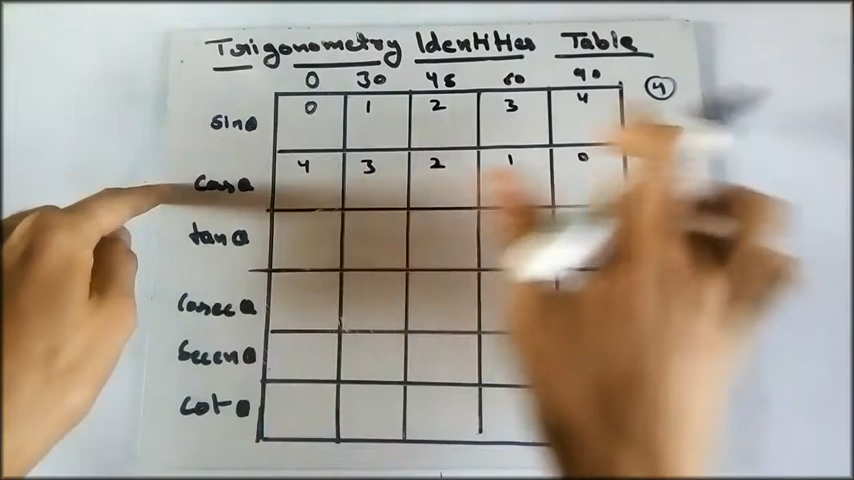 Trigonometry Identities Table
0 30 45 60 90
4
sinθ 0 1 2 3 4
cosθ 4 3 2 1 0
tanθ
Cosecθ
Secenθ
cotθ